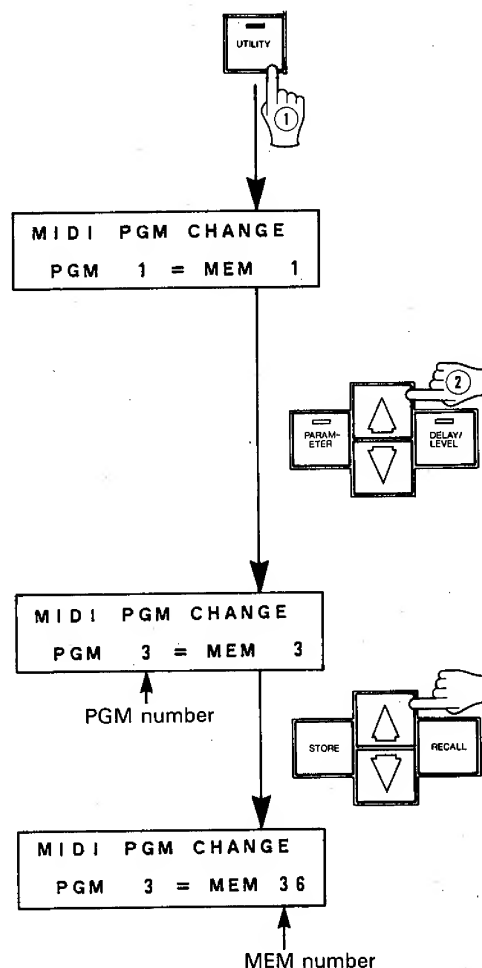 UTILITY
①
MIDI PGM CHANGE
PGM 1 = MEM 1
②
PARAM-
ETER
DELAY/
LEVEL
MIDI PGM CHANGE
PGM 3 = MEM 3
PGM number
STORE
RECALL
MIDI PGM CHANGE
PGM 3 = MEM 36
MEM number